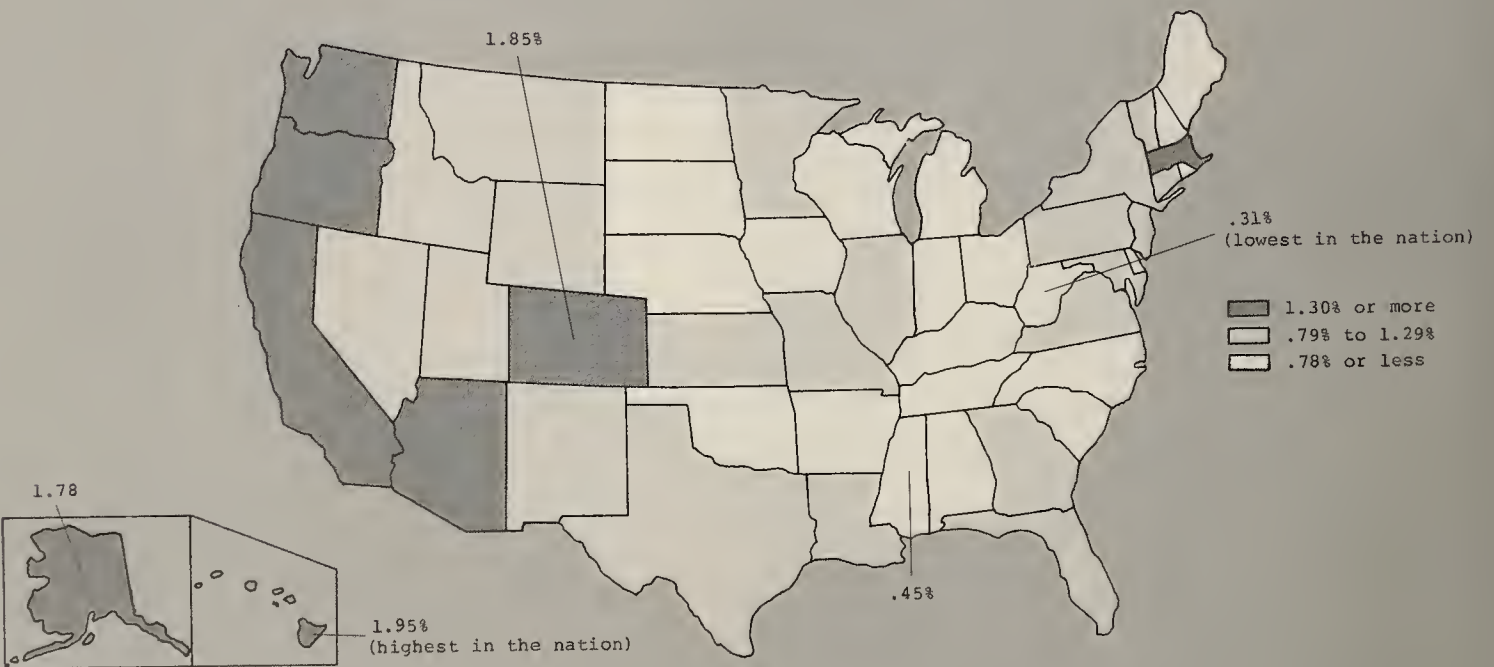 1.85%
.31%
(lowest in the nation)
1.30% or more
.79% to 1.29%
.78% or less
1.78
.45%
1.95%
(highest in the nation)